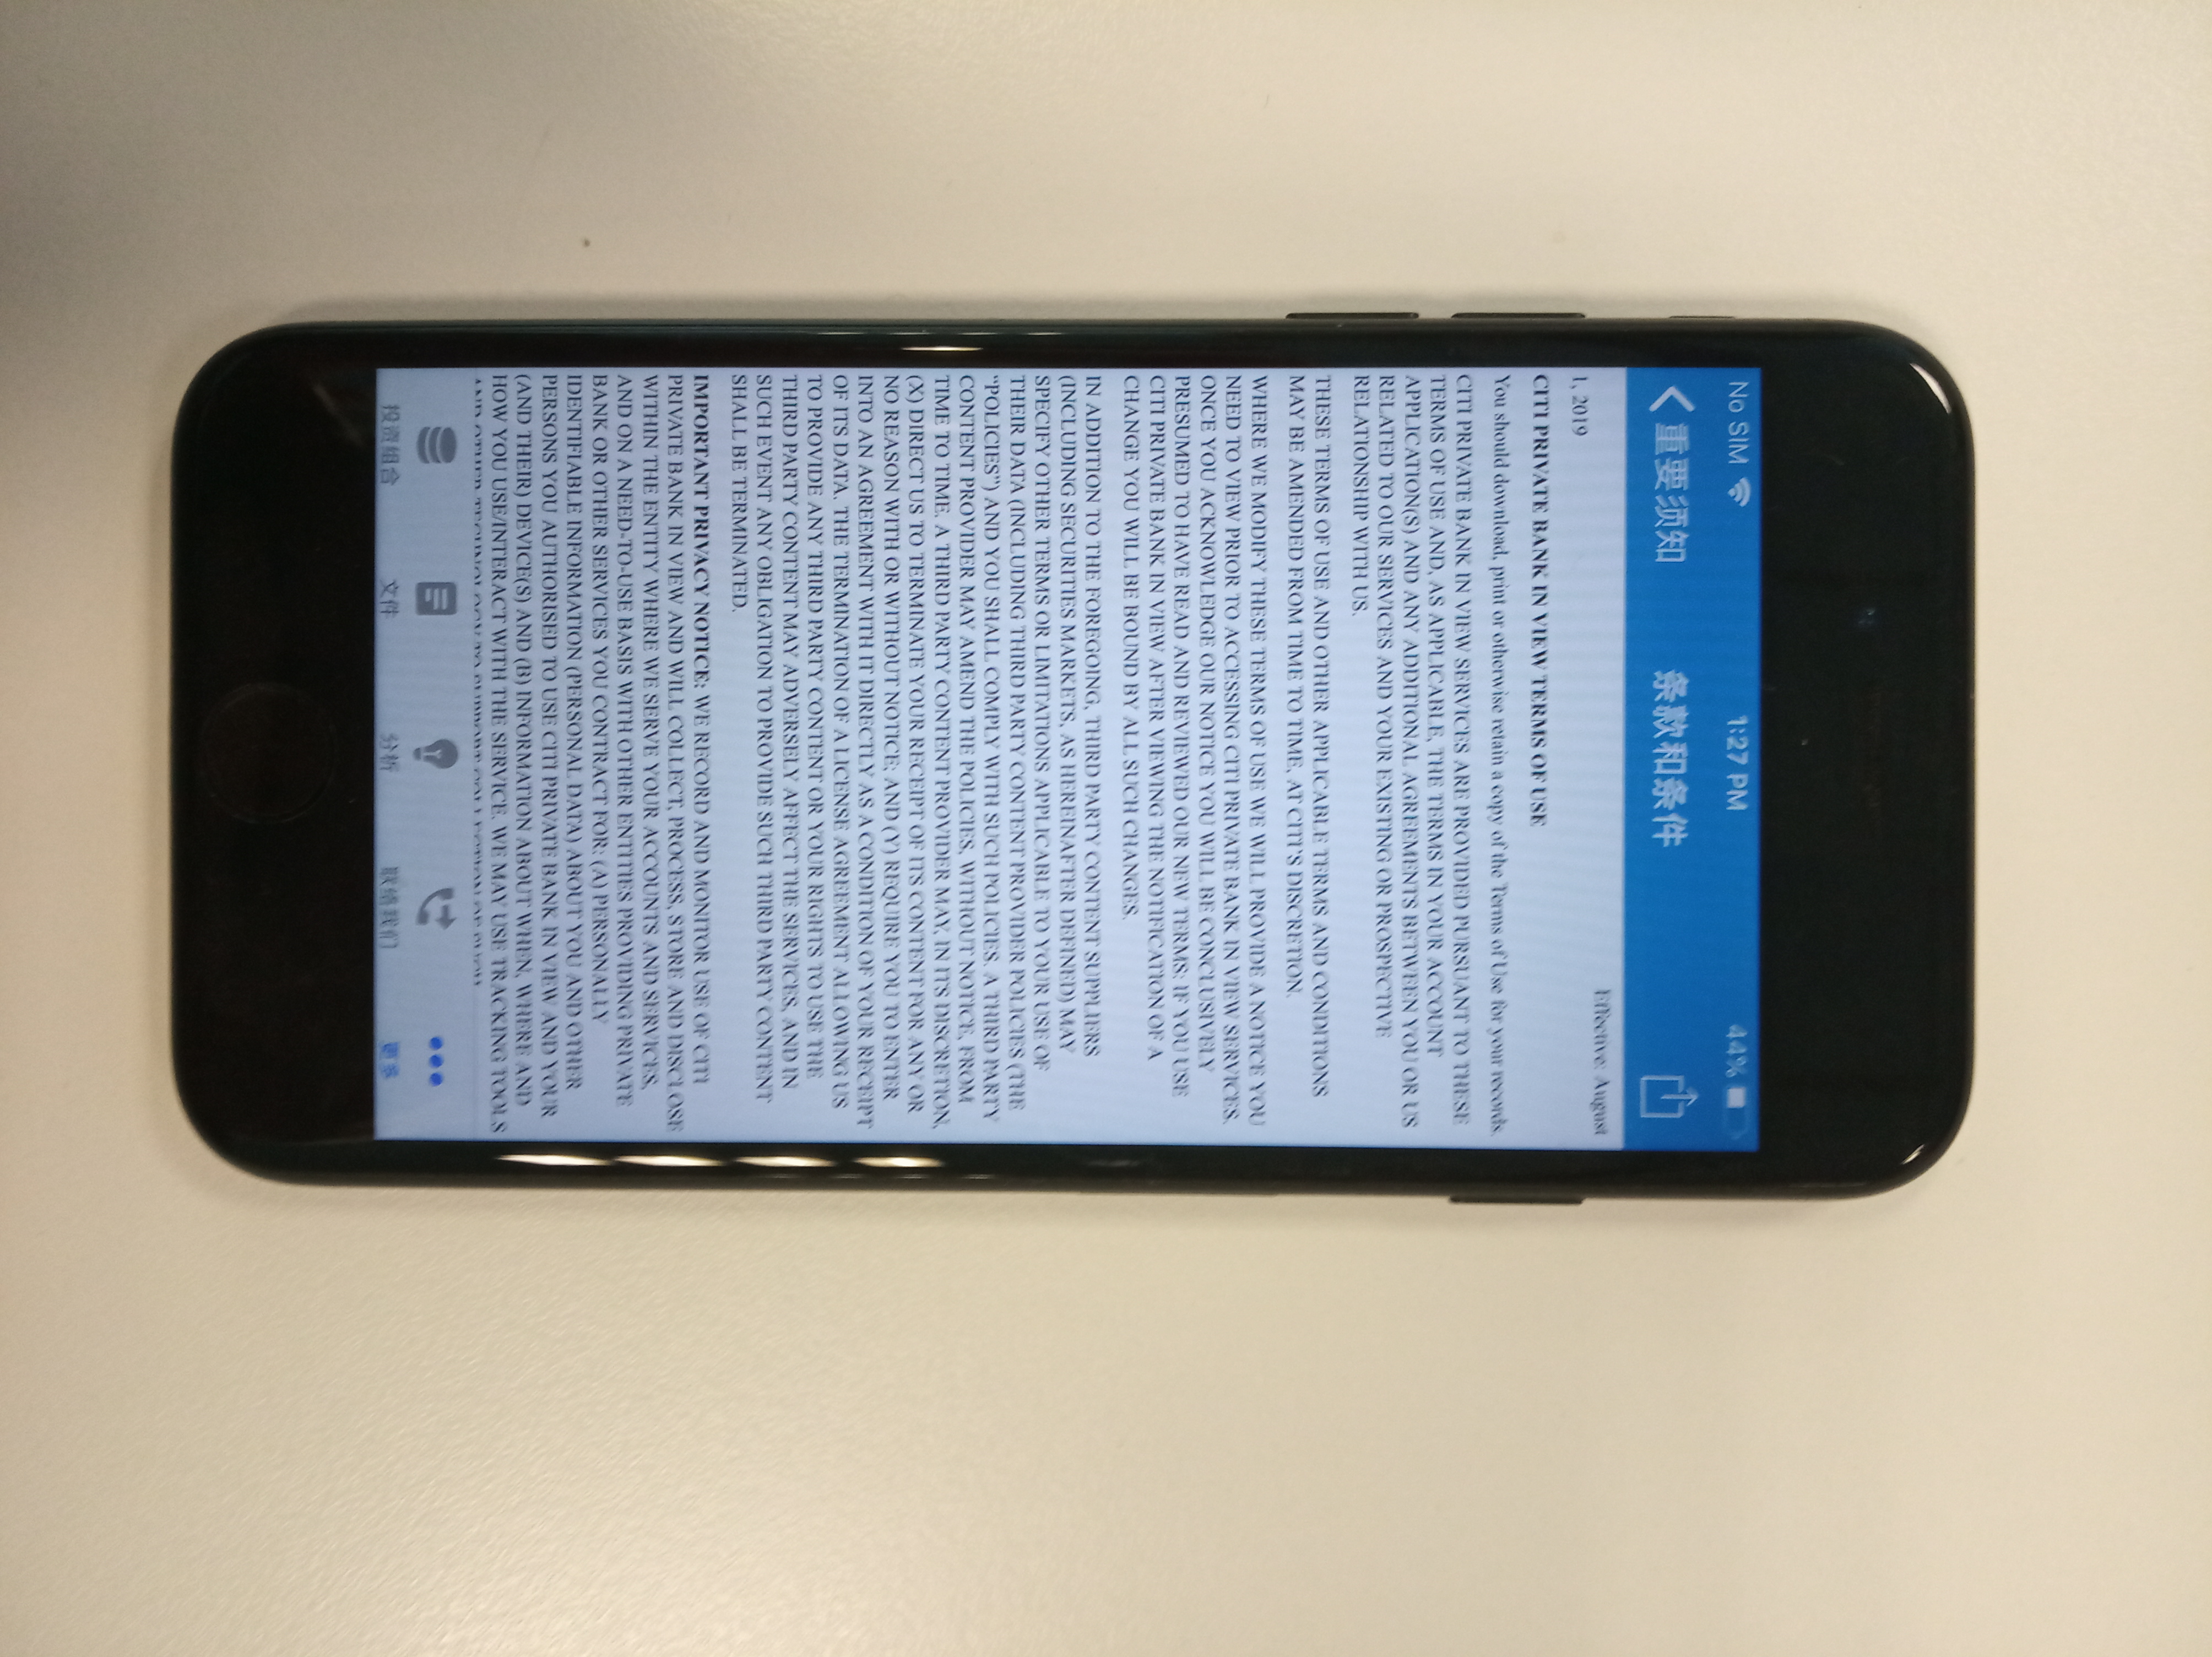 No SIM 1:27 PM 44%
重要须知 条款和条件
Effective: August
1, 2019
CITI PRIVATE BANK IN VIEW TERMS OF USE
You should download, print or otherwise retain a copy of the Terms of Use for your records.
CITI PRIVATE BANK IN VIEW SERVICES ARE PROVIDED PURSUANT TO THESE
TERMS OF USE AND, AS APPLICABLE, THE TERMS IN YOUR ACCOUNT
APPLICATION(S) AND ANY ADDITIONAL AGREEMENTS BETWEEN YOU OR US
RELATED TO OUR SERVICES AND YOUR EXISTING OR PROSPECTIVE
RELATIONSHIP WITH US.
THESE TERMS OF USE AND OTHER APPLICABLE TERMS AND CONDITIONS
MAY BE AMENDED FROM TIME TO TIME, AT CITI'S DISCRETION.
WHERE WE MODIFY THESE TERMS OF USE WE WILL PROVIDE A NOTICE YOU
NEED TO VIEW PRIOR TO ACCESSING CITI PRIVATE BANK IN VIEW SERVICES.
ONCE YOU ACKNOWLEDGE OUR NOTICE YOU WILL BE CONCLUSIVELY
PRESUMED TO HAVE READ AND REVIEWED OUR NEW TERMS; IF YOU USE
CITI PRIVATE BANK IN VIEW AFTER VIEWING THE NOTIFICATION OF A
CHANGE YOU WILL BE BOUND BY ALL SUCH CHANGES.
IN ADDITION TO THE FOREGOING, THIRD PARTY CONTENT SUPPLIERS
(INCLUDING SECURITIES MARKETS, AS HEREINAFTER DEFINED) MAY
SPECIFY OTHER TERMS OR LIMITATIONS APPLICABLE TO YOUR USE OF
THEIR DATA (INCLUDING THIRD PARTY CONTENT PROVIDER POLICIES (THE
“POLICIES”) AND YOU SHALL COMPLY WITH SUCH POLICIES. A THIRD PARTY
CONTENT PROVIDER MAY AMEND THE POLICIES, WITHOUT NOTICE, FROM
TIME TO TIME. A THIRD PARTY CONTENT PROVIDER MAY, IN ITS DISCRETION,
(X) DIRECT US TO TERMINATE YOUR RECEIPT OF ITS CONTENT FOR ANY OR
NO REASON WITH OR WITHOUT NOTICE; AND (Y) REQUIRE YOU TO ENTER
INTO AN AGREEMENT WITH IT DIRECTLY AS A CONDITION OF YOUR RECEIPT
OF ITS DATA. THE TERMINATION OF A LICENSE AGREEMENT ALLOWING US
TO PROVIDE ANY THIRD PARTY CONTENT OR YOUR RIGHTS TO USE THE
THIRD PARTY CONTENT MAY ADVERSELY AFFECT THE SERVICES, AND IN
SUCH EVENT ANY OBLIGATION TO PROVIDE SUCH THIRD PARTY CONTENT
SHALL BE TERMINATED.
IMPORTANT PRIVACY NOTICE: WE RECORD AND MONITOR USE OF CITI
PRIVATE BANK IN VIEW AND WILL COLLECT, PROCESS, STORE AND DISCLOSE
WITHIN THE ENTITY WHERE WE SERVE YOUR ACCOUNTS AND SERVICES,
AND ON A NEED-TO-USE BASIS WITH OTHER ENTITIES PROVIDING PRIVATE
BANK OR OTHER SERVICES YOU CONTRACT FOR: (A) PERSONALLY
IDENTIFIABLE INFORMATION (PERSONAL DATA) ABOUT YOU AND OTHER
PERSONS YOU AUTHORISED TO USE CITI PRIVATE BANK IN VIEW AND YOUR
(AND THEIR) DEVICE(S) AND (B) INFORMATION ABOUT WHEN, WHERE AND
HOW YOU USE/INTERACT WITH THE SERVICE. WE MAY USE TRACKING TOOLS
投资组合 文件 分析 联络我们 更多